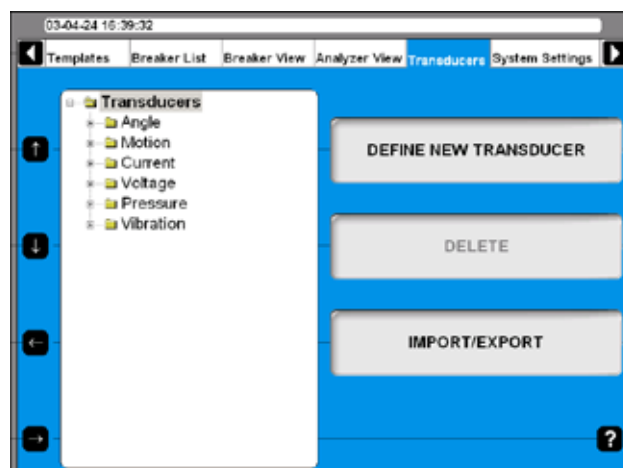 03-04-24 16:39:32
Templates Breaker List Breaker View Analyzer View Transducers System Settings
Transducers
Angle
Motion
Current
Voltage
Pressure
Vibration
DEFINE NEW TRANSDUCER
DELETE
IMPORT/EXPORT
?